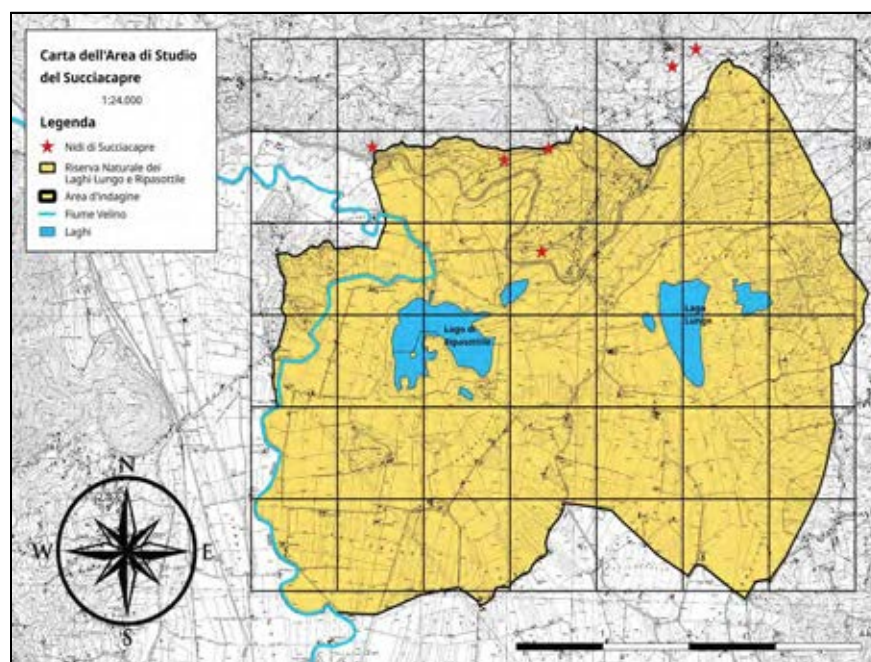 Carta dell'Area di Studio
del Succiacapre
1:24.000
Legenda
Nidi di Succiacapre
Riserva Naturale dei
Laghi Lungo e Ripasottile
Area d'indagine
Fiume Velino
Laghi
Lago di
Ripasottile
Lago
Lungo
N
W
E
S